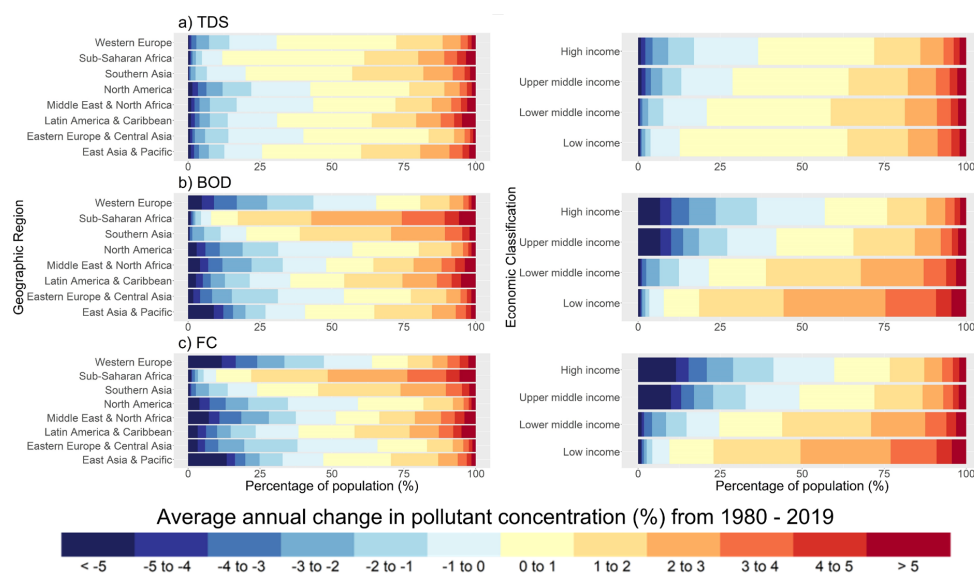 a) TDS
Western Europe
Sub-Saharan Africa
Southern Asia
North America
Middle East & North Africa
Latin America & Caribbean
Eastern Europe & Central Asia
East Asia & Pacific
0 25 50 75 100
High income
Upper middle income
Lower middle income
Low income
0 25 50 75 100
b) BOD
Western Europe
Sub-Saharan Africa
Southern Asia
North America
Middle East & North Africa
Latin America & Caribbean
Eastern Europe & Central Asia
East Asia & Pacific
0 25 50 75 100
High income
Upper middle income
Lower middle income
Low income
0 25 50 75 100
Geographic Region
Economic Classification
c) FC
Western Europe
Sub-Saharan Africa
Southern Asia
North America
Middle East & North Africa
Latin America & Caribbean
Eastern Europe & Central Asia
East Asia & Pacific
0 25 50 75 100
Percentage of population (%)
High income
Upper middle income
Lower middle income
Low income
0 25 50 75 100
Percentage of population (%)
Average annual change in pollutant concentration (%) from 1980 - 2019
< -5 -5 to -4 -4 to -3 -3 to -2 -2 to -1 -1 to 0 0 to 1 1 to 2 2 to 3 3 to 4 4 to 5 > 5